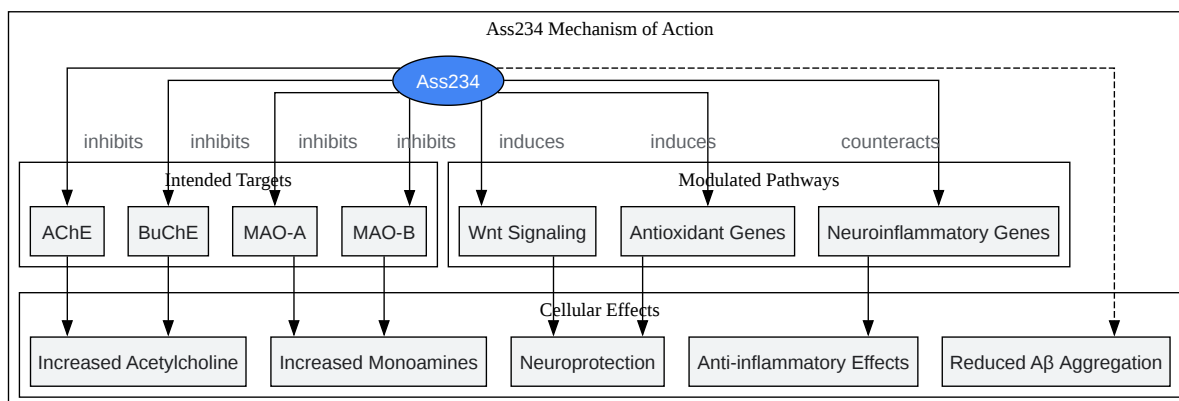 Ass234 Mechanism of Action
Ass234
inhibits inhibits inhibits inhibits induces induces counteracts
Intended Targets Modulated Pathways
AChE BuChE MAO-A MAO-B Wnt Signaling Antioxidant Genes Neuroinflammatory Genes
Cellular Effects
Increased Acetylcholine Increased Monoamines Neuroprotection Anti-inflammatory Effects Reduced Aβ Aggregation